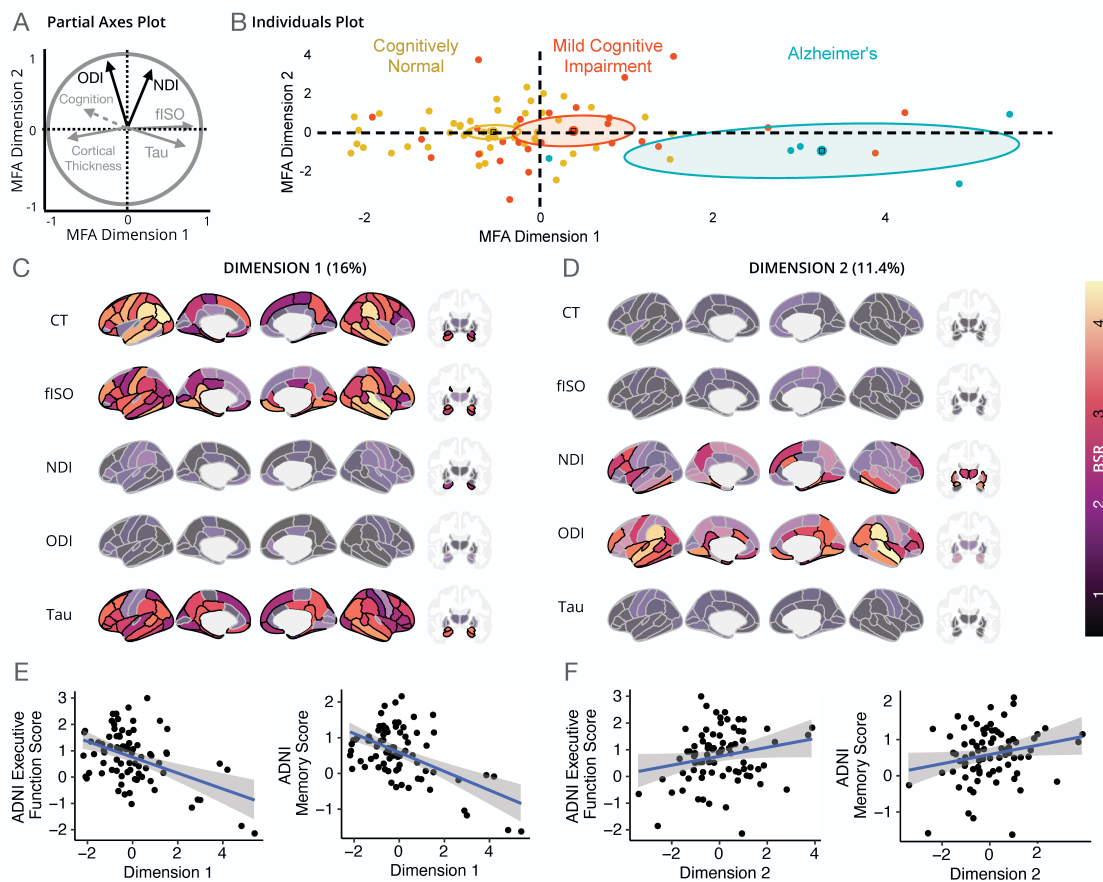 A Partial Axes Plot
MFA Dimension 2
1
0
-1
ODI
NDI
Cognition
fISO
Cortical
Thickness
Tau
-1 0 1
MFA Dimension 1
B Individuals Plot
Cognitively
Normal
Mild Cognitive
Impairment
Alzheimer's
MFA Dimension 2
4
2
0
-2
-2 0 2 4
MFA Dimension 1
C DIMENSION 1 (16%)
CT
fISO
NDI
ODI
Tau
D DIMENSION 2 (11.4%)
CT
fISO
NDI
ODI
Tau
4
3
BSR
2
1
E
ADNI Executive
Function Score
3
2
1
0
−1
−2
−2 0 2 4
Dimension 1
ADNI
Memory Score
2
1
0
−1
−2 0 2 4
Dimension 1
F
ADNI Executive
Function Score
3
2
1
0
−1
−2
−2 0 2 4
Dimension 2
ADNI
Memory Score
2
1
0
−1
−2 0 2
Dimension 2